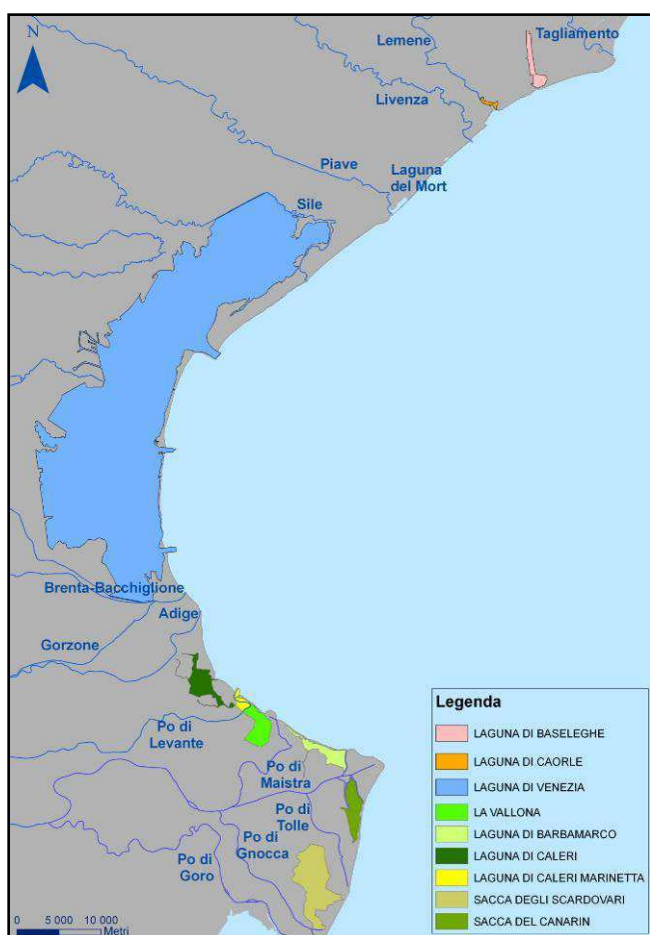 N
Lemene
Tagliamento
Livenza
Piave
Laguna
del Mort
Sile
Brenta-Bacchiglione
Adige
Gorzone
Po di
Levante
Po di
Maistra
Po di
Tolle
Po di
Gnocca
Po di
Goro
Legenda
LAGUNA DI BASELEGHE
LAGUNA DI CAORLE
LAGUNA DI VENEZIA
LA VALLONA
LAGUNA DI BARBAMARCO
LAGUNA DI CALERI
LAGUNA DI CALERI MARINETTA
SACCA DEGLI SCARDOVARI
SACCA DEL CANARIN
0 5 000 10 000
Metri